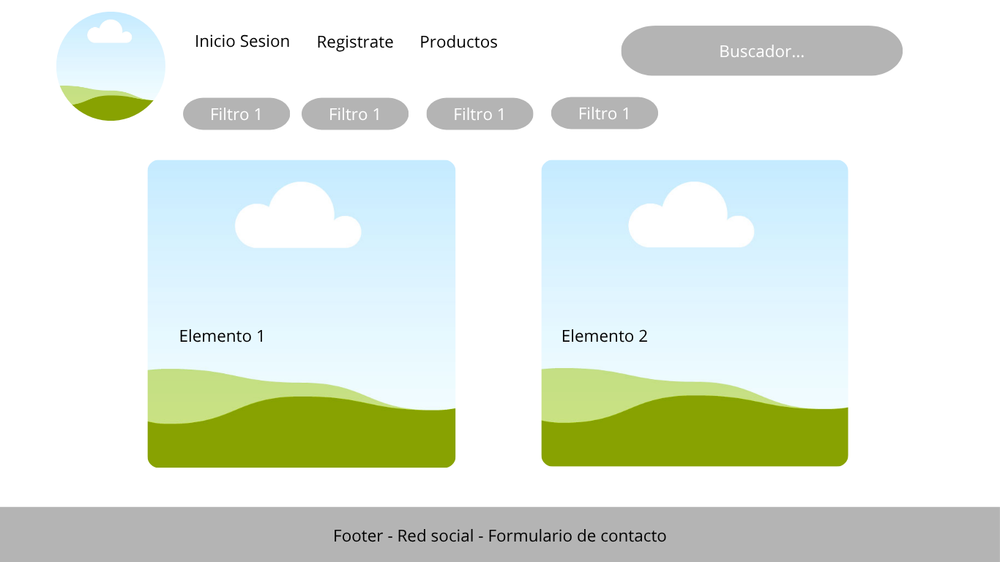 Inicio Sesion
Registrate
Productos
Buscador...
Filtro 1
Filtro 1
Filtro 1
Filtro 1
Elemento 1
Elemento 2
Footer - Red social - Formulario de contacto